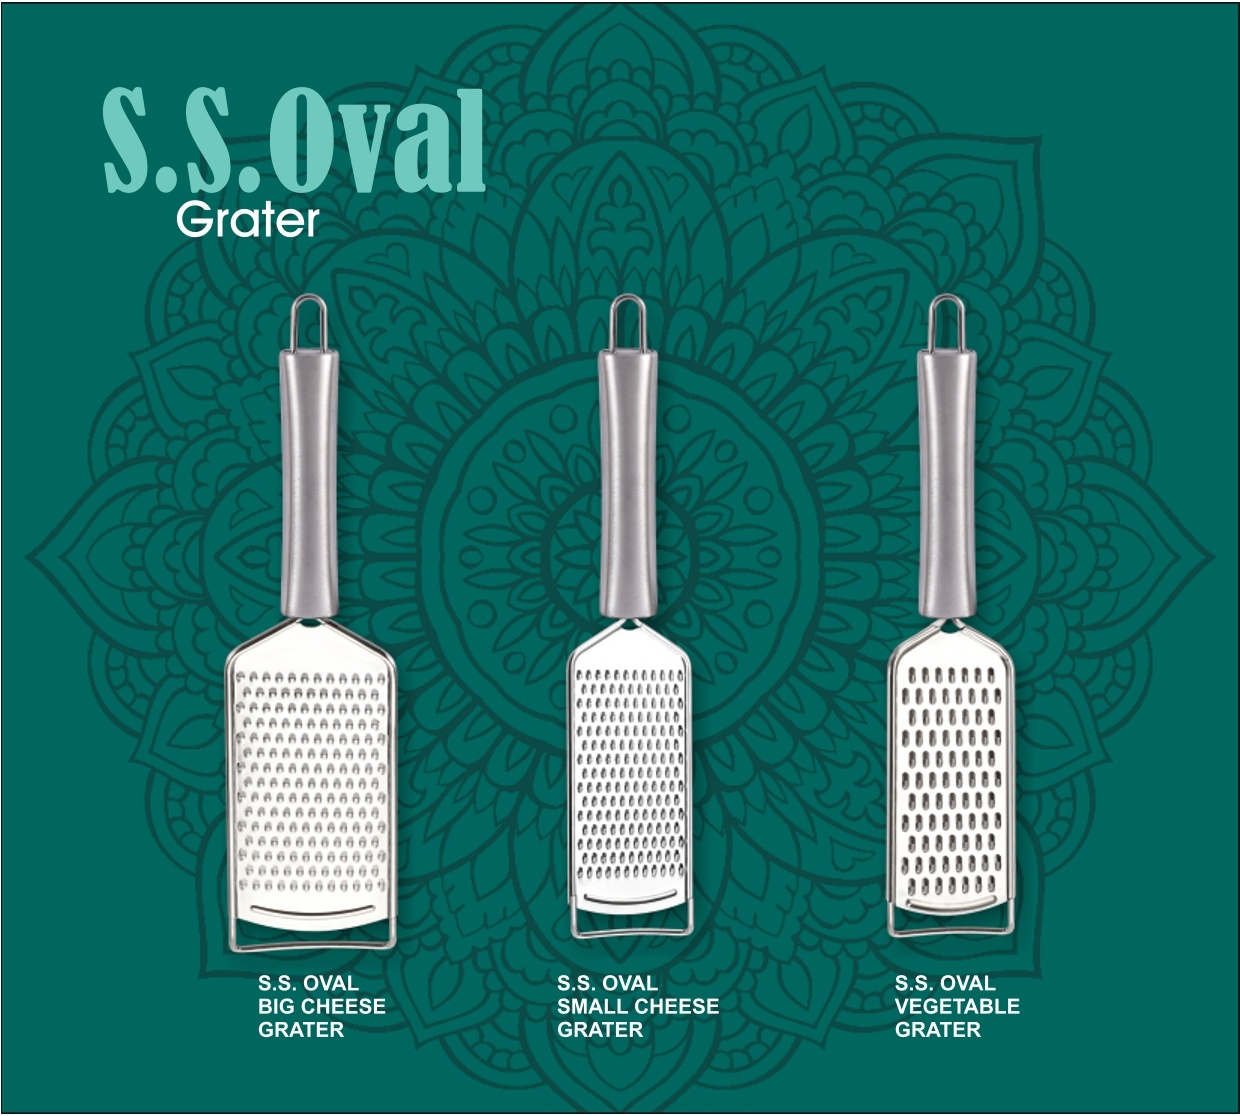 S.S.Oval
Grater
S.S. OVAL
BIG CHEESE
GRATER
S.S. OVAL
SMALL CHEESE
GRATER
S.S. OVAL
VEGETABLE
GRATER